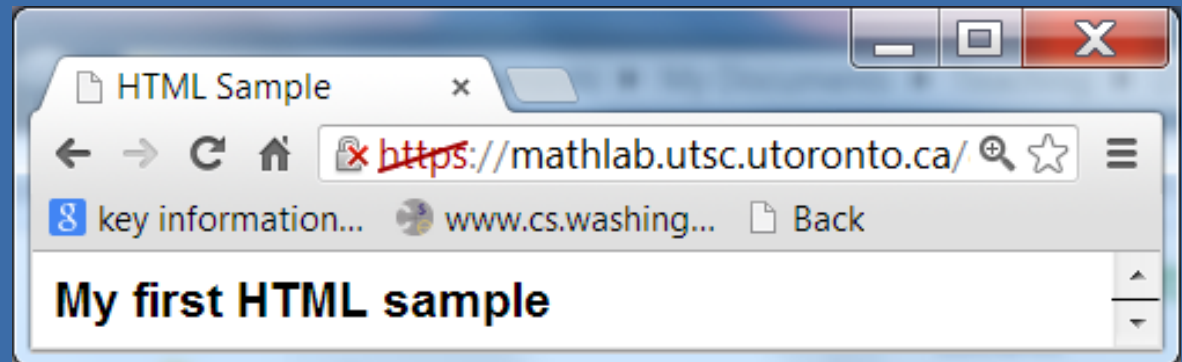 HTML Sample
https://mathlab.utsc.utoronto.ca/
key information... www.cs.washing... Back
My first HTML sample